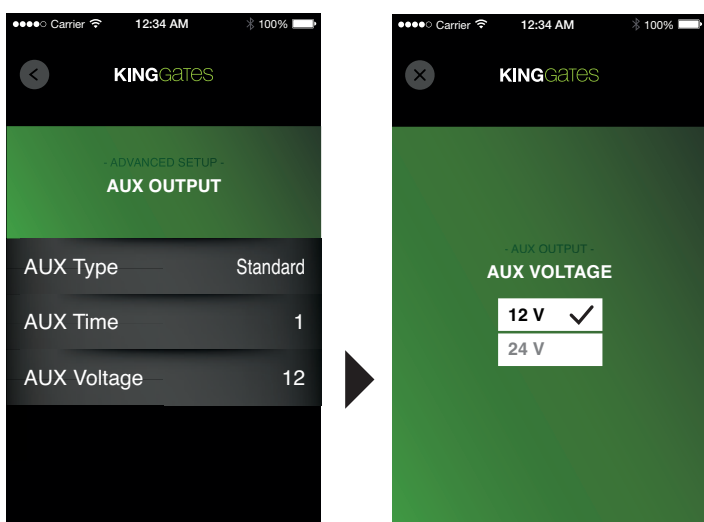 Carrier 12:34 AM 100%
KINGGATES
- ADVANCED SETUP -
AUX OUTPUT
AUX Type Standard
AUX Time 1
AUX Voltage 12
Carrier 12:34 AM 100%
KINGGATES
- AUX OUTPUT -
AUX VOLTAGE
12 V
24 V